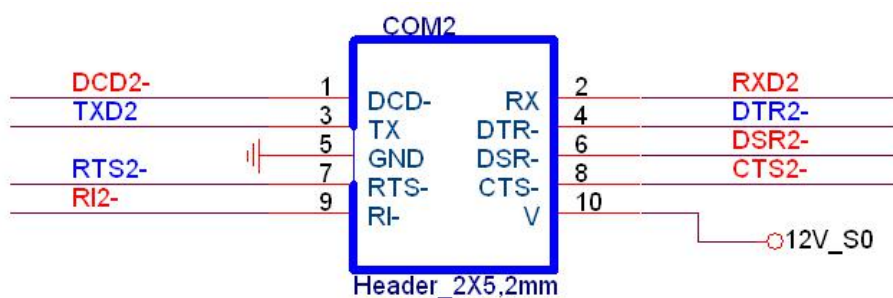 COM2
DCD2- 1 DCD- RX 2 RXD2
TXD2 3 TX DTR- 4 DTR2-
5 GND DSR- 6 DSR2-
RTS2- 7 RTS- CTS- 8 CTS2-
RI2- 9 RI- V 10
12V_S0
Header_2X5,2mm